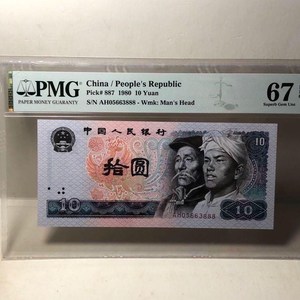 PMG
PAPER MONEY GUARANTY
China / People's Republic
Pick# 887 1980 10 Yuan
S/N AH05663888 - Wmk: Man's Head
67
Superb Gem Unc
中国人民银行
10
拾圆
AH05663888
10
10